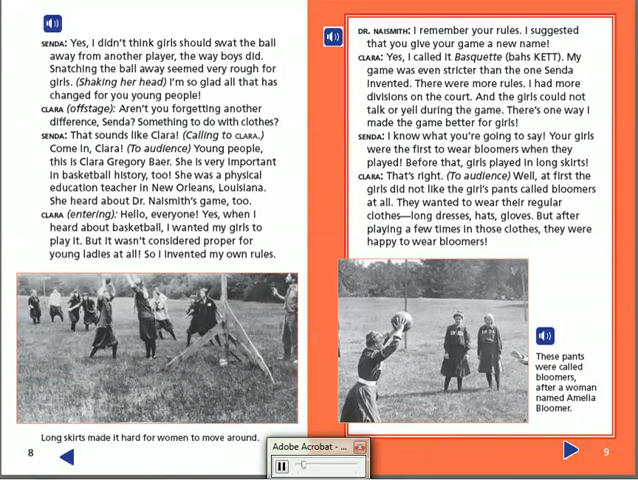 SENDA: Yes, I didn't think girls should swat the ball
away from another player, the way boys did.
Snatching the ball away seemed very rough for
girls. (Shaking her head) I'm so glad all that has
changed for you young people!
CLARA (offstage): Aren't you forgetting another
difference, Senda? Something to do with clothes?
SENDA: That sounds like Clara! (Calling to CLARA.)
Come in, Clara! (To audience) Young people,
this is Clara Gregory Baer. She is very important
in basketball history, too! She was a physical
education teacher in New Orleans, Louisiana.
She heard about Dr. Naismith's game, too.
CLARA (entering): Hello, everyone! Yes, when I
heard about basketball, I wanted my girls to
play it. But it wasn't considered proper for
young ladies at all! So I invented my own rules.
Long skirts made it hard for women to move around.
8
DR. NAISMITH: I remember your rules. I suggested
that you give your game a new name!
CLARA: Yes, I called it Basquette (bahs KETT). My
game was even stricter than the one Senda
invented. There were more rules. I had more
divisions on the court. And the girls could not
talk or yell during the game. There's one way I
made the game better for girls!
SENDA: I know what you're going to say! Your girls
were the first to wear bloomers when they
played! Before that, girls played in long skirts!
CLARA: That's right. (To audience) Well, at first the
girls did not like the girl's pants called bloomers
at all. They wanted to wear their regular
clothes—long dresses, hats, gloves. But after
playing a few times in those clothes, they were
happy to wear bloomers!
These pants
were called
bloomers,
after a woman
named Amelia
Bloomer.
9
Adobe Acrobat - ...